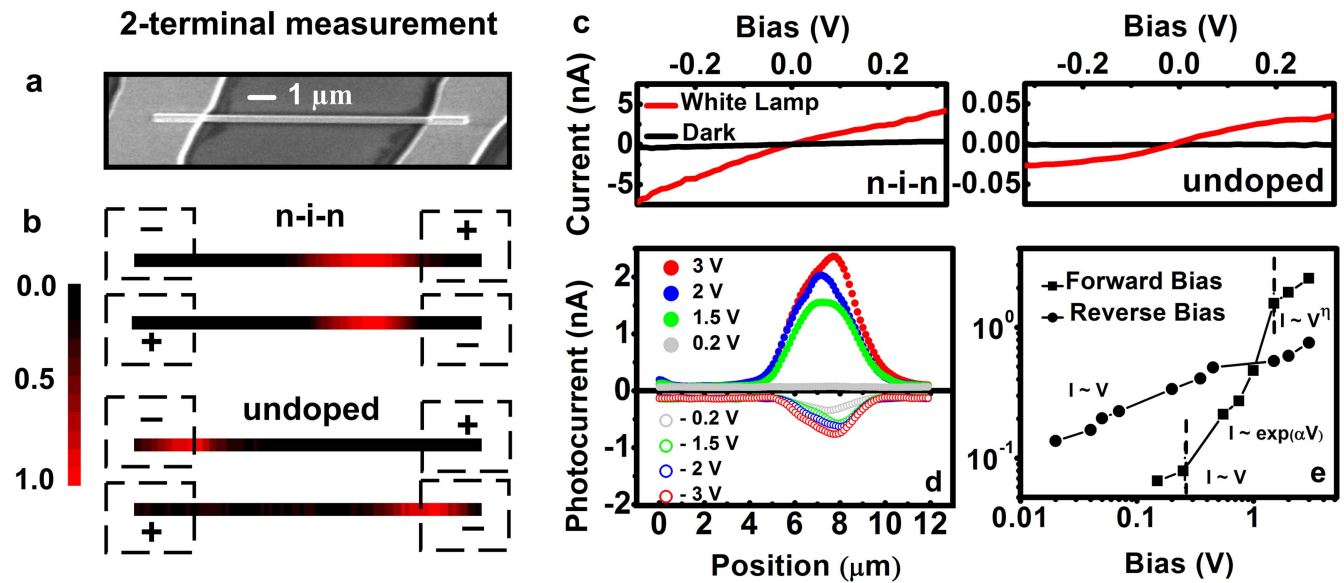 2-terminal measurement
a
1 μm
b
n-i-n
− +
+ −
0.0
0.5
1.0
undoped
− +
+ −
c
Bias (V)
-0.2 0.0 0.2
Current (nA)
5
0
-5
White Lamp
Dark
n-i-n
Bias (V)
-0.2 0.0 0.2
0.05
0.00
-0.05
undoped
Photocurrent (nA)
2
1
0
-1
-2
3 V
2 V
1.5 V
0.2 V
- 0.2 V
- 1.5 V
- 2 V
- 3 V
d
0 2 4 6 8 10 12
Position (μm)
Forward Bias
Reverse Bias
I ~ V^η
I ~ V
I ~ exp(αV)
I ~ V
e
10^0
10^-1
0.01 0.1 1
Bias (V)